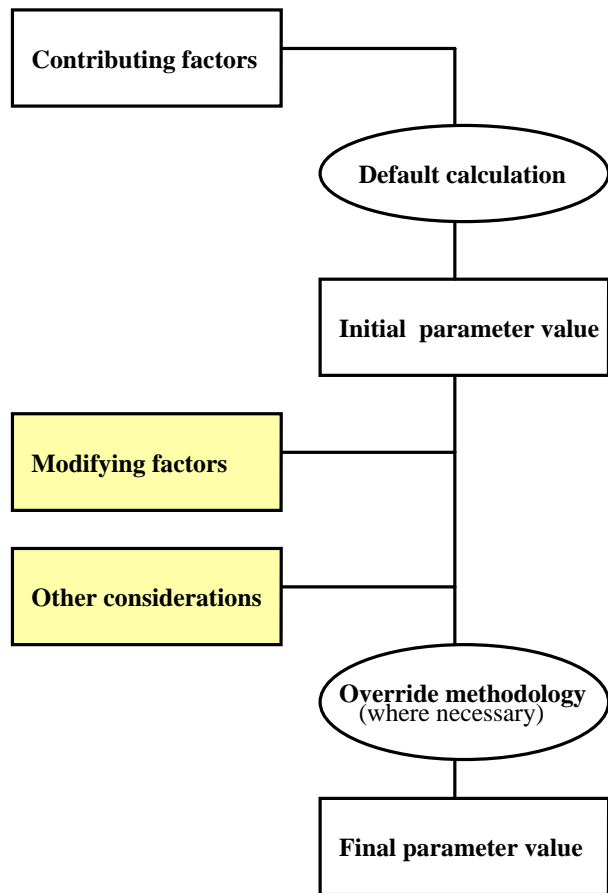 Contributing factors
Default calculation
Initial parameter value
Modifying factors
Other considerations
Override methodology
(where necessary)
Final parameter value